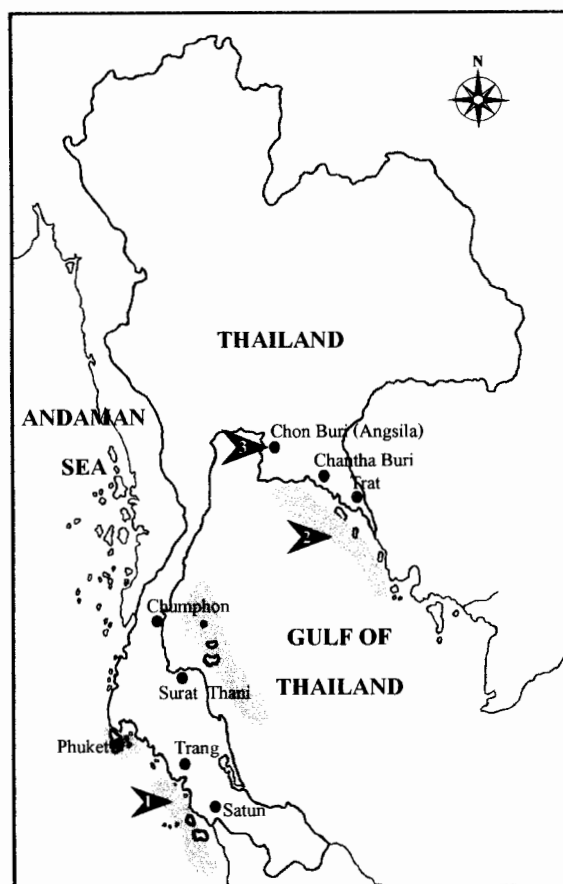 N
THAILAND
ANDAMAN
SEA
3
Chon Buri (Angsila)
Chantha Buri
Trat
2
Chumphon
GULF OF
THAILAND
Surat Thani
Phuket
Trang
1
Satun